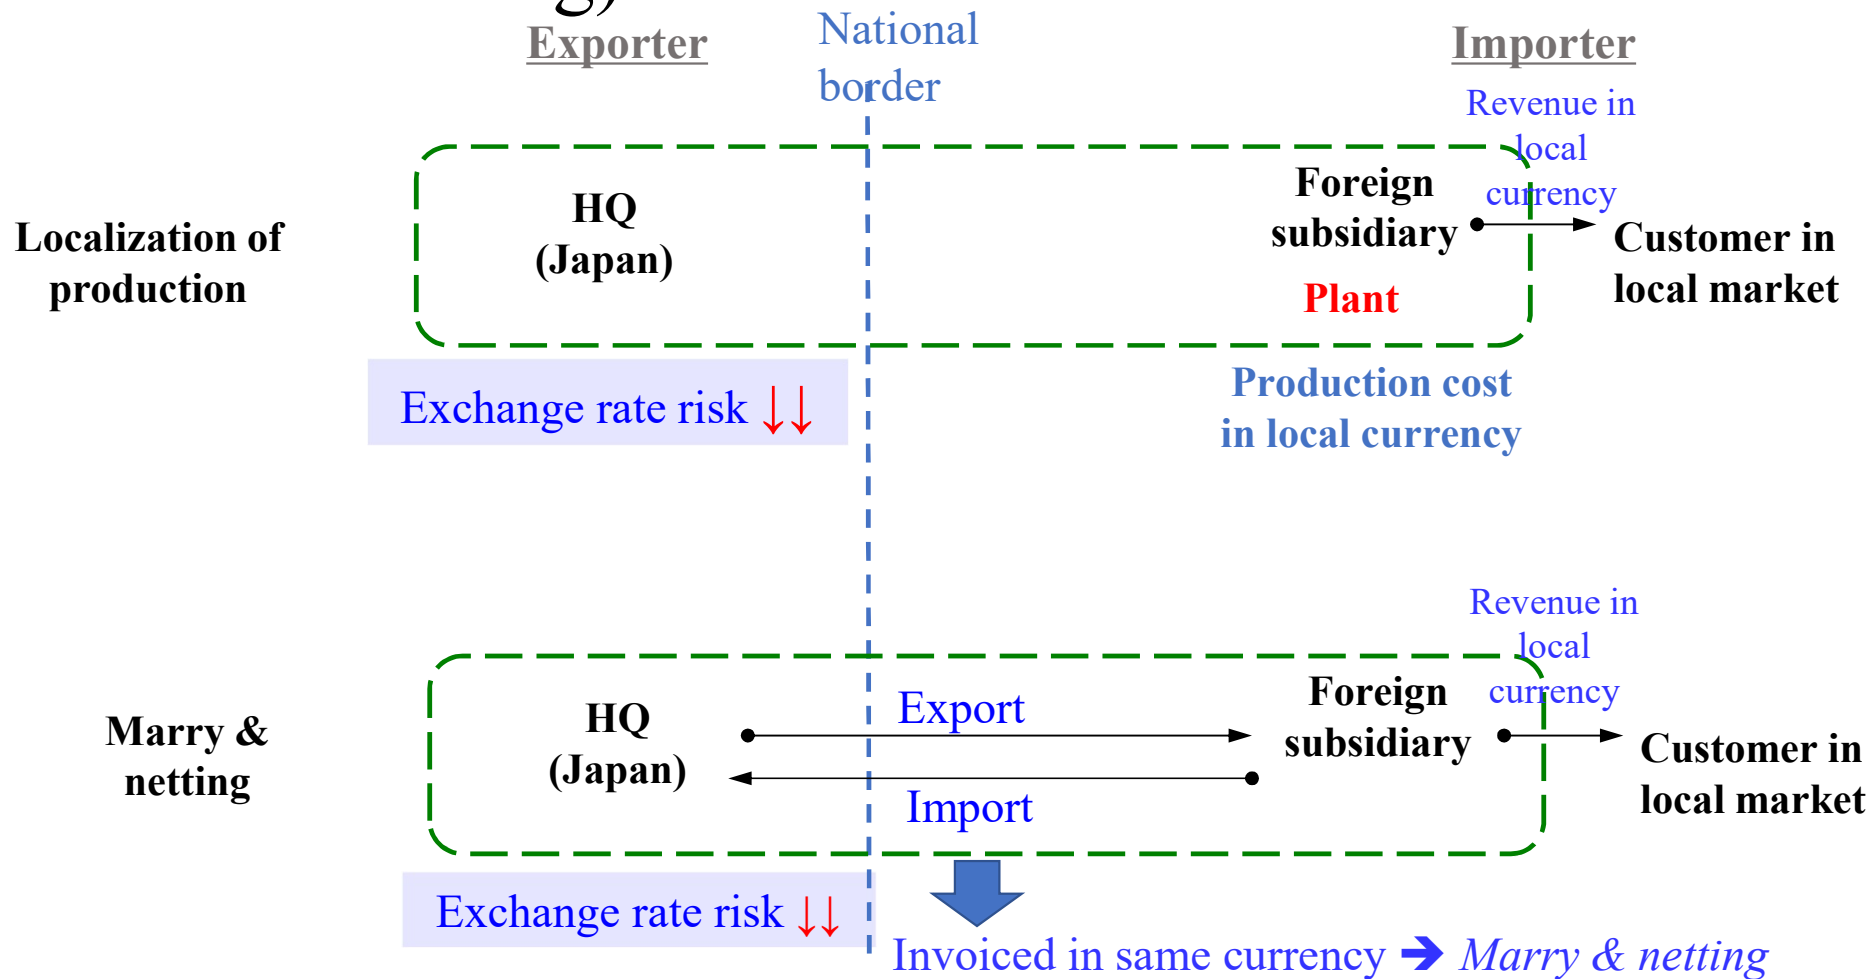 Exporter
National
border
Importer
Revenue in
local
currency
Localization of
production
HQ
(Japan)
Foreign
subsidiary
Plant
Customer in
local market
Exchange rate risk ↓↓
Production cost
in local currency
Revenue in
local
currency
Marry &
netting
HQ
(Japan)
Export
Import
Foreign
subsidiary
Customer in
local market
Exchange rate risk ↓↓
Invoiced in same currency ➔ Marry & netting